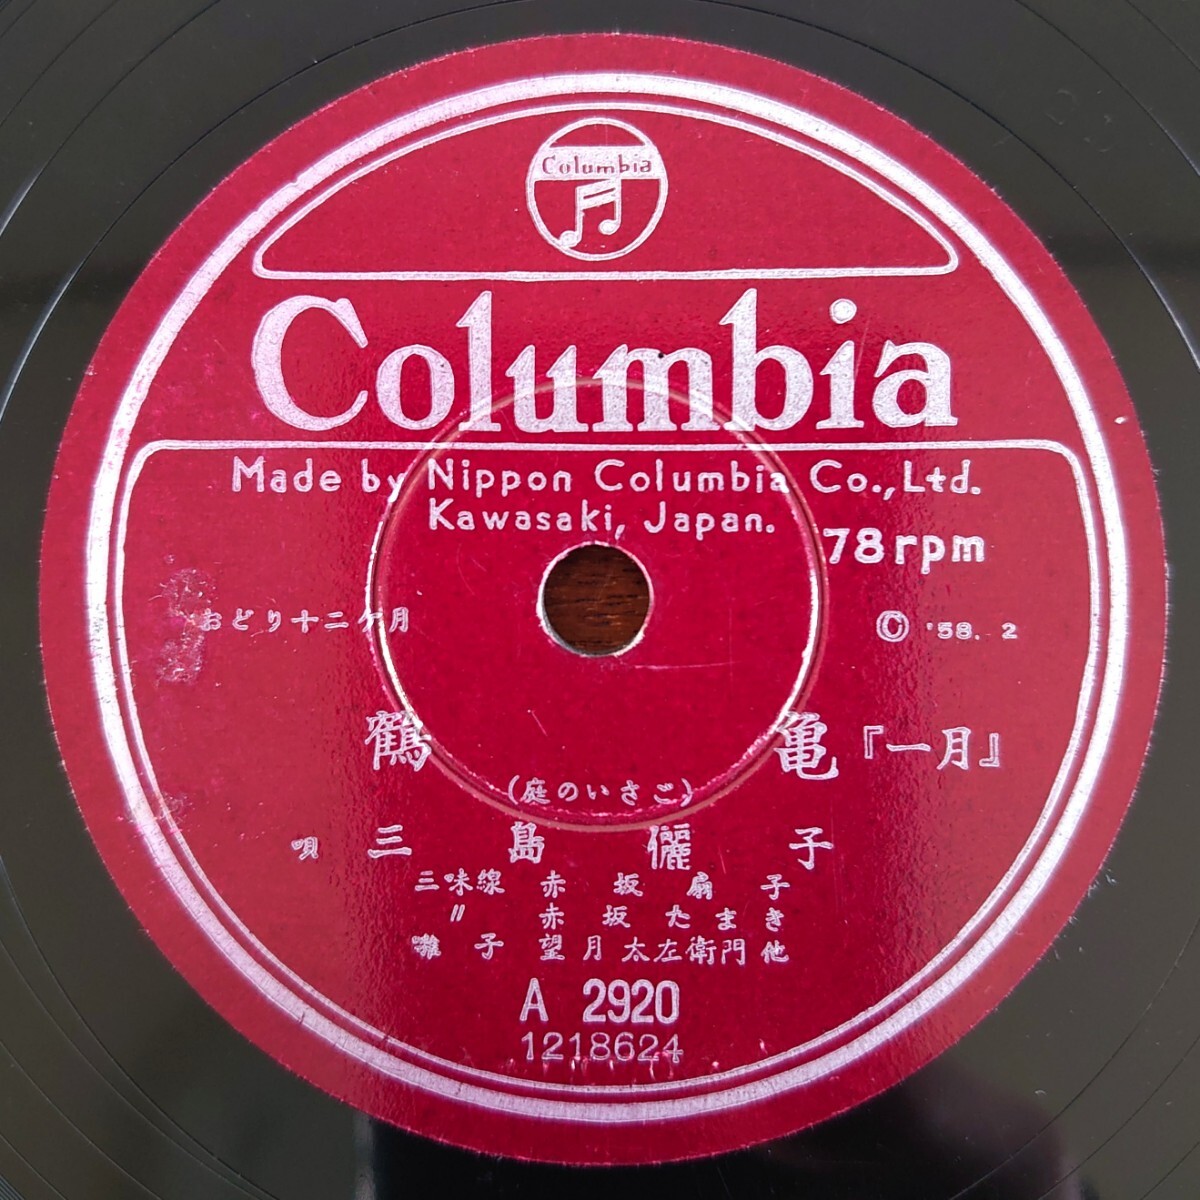 Columbia
Columbia
Made by Nippon Columbia Co., Ltd.
Kawasaki, Japan.
78rpm
おどり十二ケ月
© '58. 2
鶴亀『一月』
(庭のいさご)
唄 三島儷子
三味線 赤坂扇子
〃 赤坂たまき
囃子 望月太左衛門他
A 2920
1218624